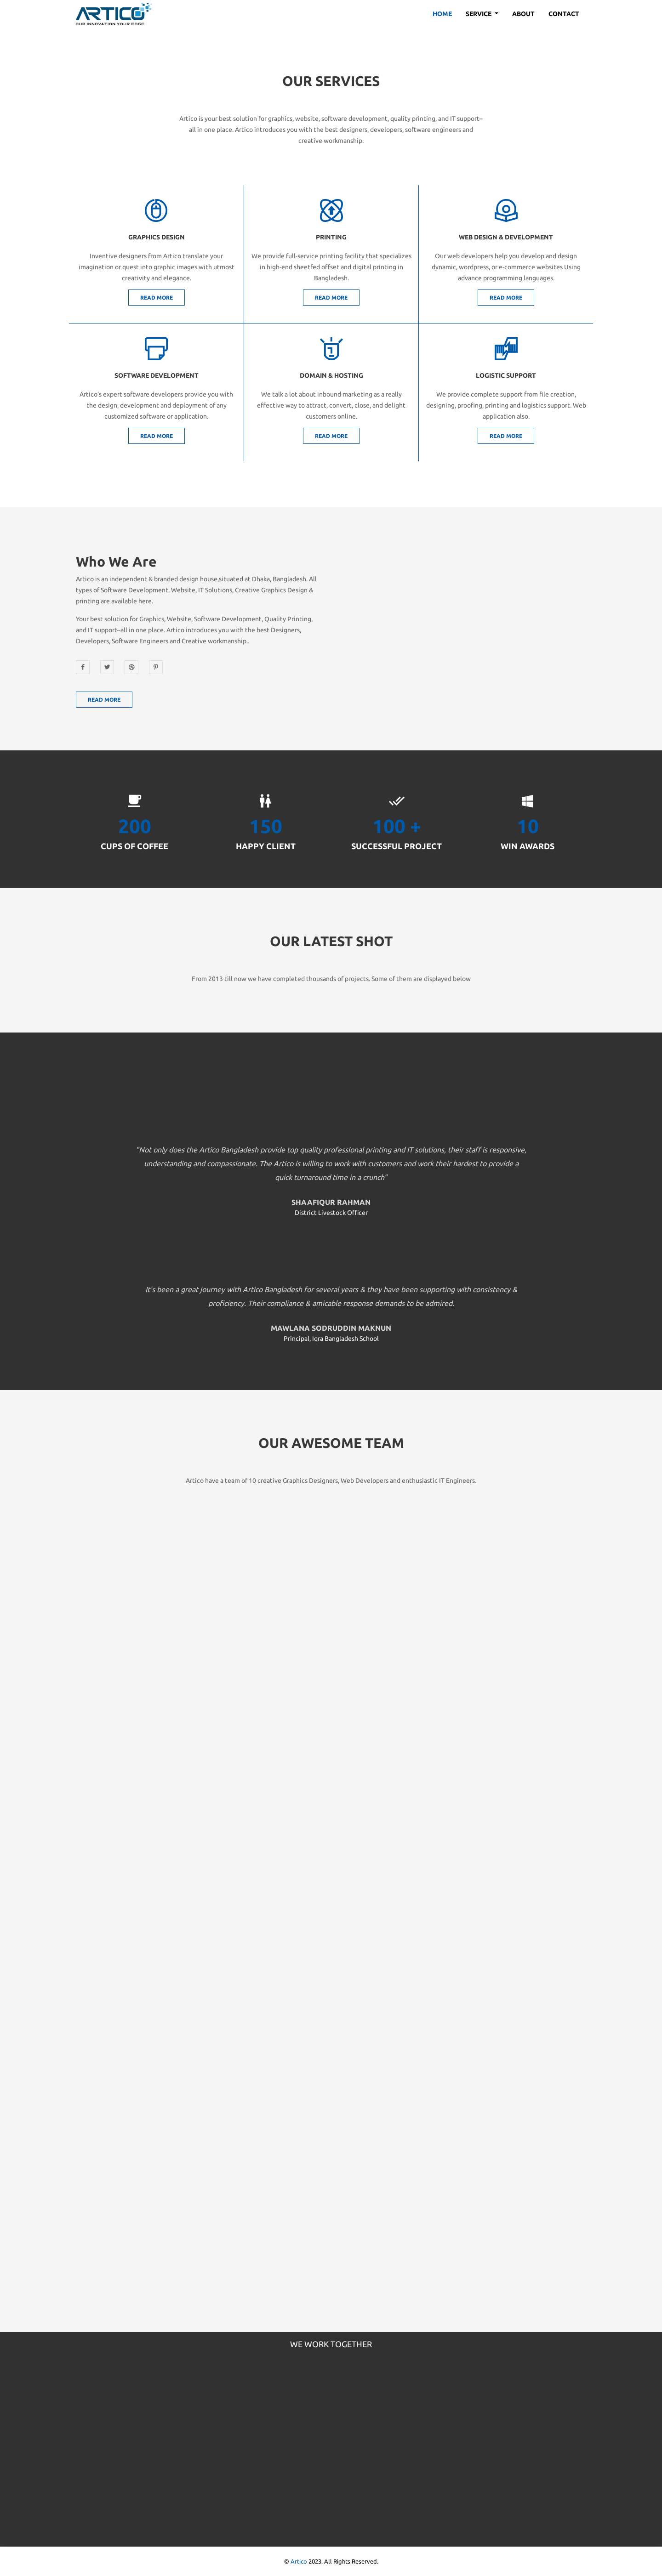 ARTICO
OUR INNOVATION YOUR EDGE
HOME SERVICE ABOUT CONTACT
OUR SERVICES
Artico is your best solution for graphics, website, software development, quality printing, and IT support–
all in one place. Artico introduces you with the best designers, developers, software engineers and
creative workmanship.
GRAPHICS DESIGN
Inventive designers from Artico translate your
imagination or quest into graphic images with utmost
creativity and elegance.
READ MORE
PRINTING
We provide full-service printing facility that specializes
in high-end sheetfed offset and digital printing in
Bangladesh.
READ MORE
WEB DESIGN & DEVELOPMENT
Our web developers help you develop and design
dynamic, wordpress, or e-commerce websites Using
advance programming languages.
READ MORE
SOFTWARE DEVELOPMENT
Artico's expert software developers provide you with
the design, development and deployment of any
customized software or application.
READ MORE
DOMAIN & HOSTING
We talk a lot about inbound marketing as a really
effective way to attract, convert, close, and delight
customers online.
READ MORE
LOGISTIC SUPPORT
We provide complete support from file creation,
designing, proofing, printing and logistics support. Web
application also.
READ MORE
Who We Are
Artico is an independent & branded design house,situated at Dhaka, Bangladesh. All
types of Software Development, Website, IT Solutions, Creative Graphics Design &
printing are available here.
Your best solution for Graphics, Website, Software Development, Quality Printing,
and IT support–all in one place. Artico introduces you with the best Designers,
Developers, Software Engineers and Creative workmanship..
READ MORE
200
CUPS OF COFFEE
150
HAPPY CLIENT
100 +
SUCCESSFUL PROJECT
10
WIN AWARDS
OUR LATEST SHOT
From 2013 till now we have completed thousands of projects. Some of them are displayed below
"Not only does the Artico Bangladesh provide top quality professional printing and IT solutions, their staff is responsive,
understanding and compassionate. The Artico is willing to work with customers and work their hardest to provide a
quick turnaround time in a crunch"
SHAAFIQUR RAHMAN
District Livestock Officer
It's been a great journey with Artico Bangladesh for several years & they have been supporting with consistency &
proficiency. Their compliance & amicable response demands to be admired.
MAWLANA SODRUDDIN MAKNUN
Principal, Iqra Bangladesh School
OUR AWESOME TEAM
Artico have a team of 10 creative Graphics Designers, Web Developers and enthusiastic IT Engineers.
WE WORK TOGETHER
© Artico 2023. All Rights Reserved.